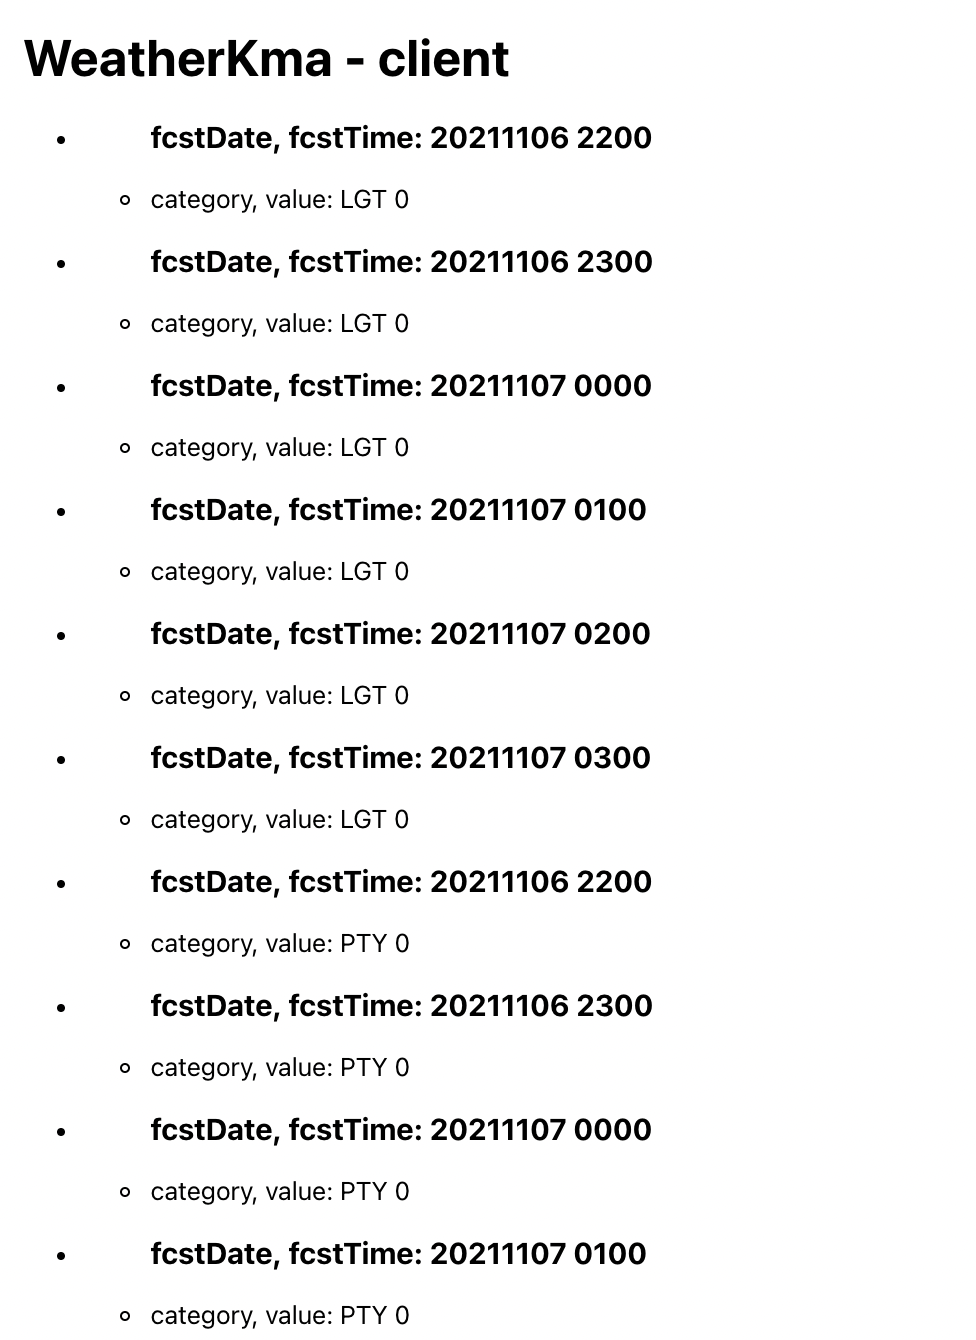 WeatherKma - client
fcstDate, fcstTime: 20211106 2200
category, value: LGT 0
fcstDate, fcstTime: 20211106 2300
category, value: LGT 0
fcstDate, fcstTime: 20211107 0000
category, value: LGT 0
fcstDate, fcstTime: 20211107 0100
category, value: LGT 0
fcstDate, fcstTime: 20211107 0200
category, value: LGT 0
fcstDate, fcstTime: 20211107 0300
category, value: LGT 0
fcstDate, fcstTime: 20211106 2200
category, value: PTY 0
fcstDate, fcstTime: 20211106 2300
category, value: PTY 0
fcstDate, fcstTime: 20211107 0000
category, value: PTY 0
fcstDate, fcstTime: 20211107 0100
category, value: PTY 0